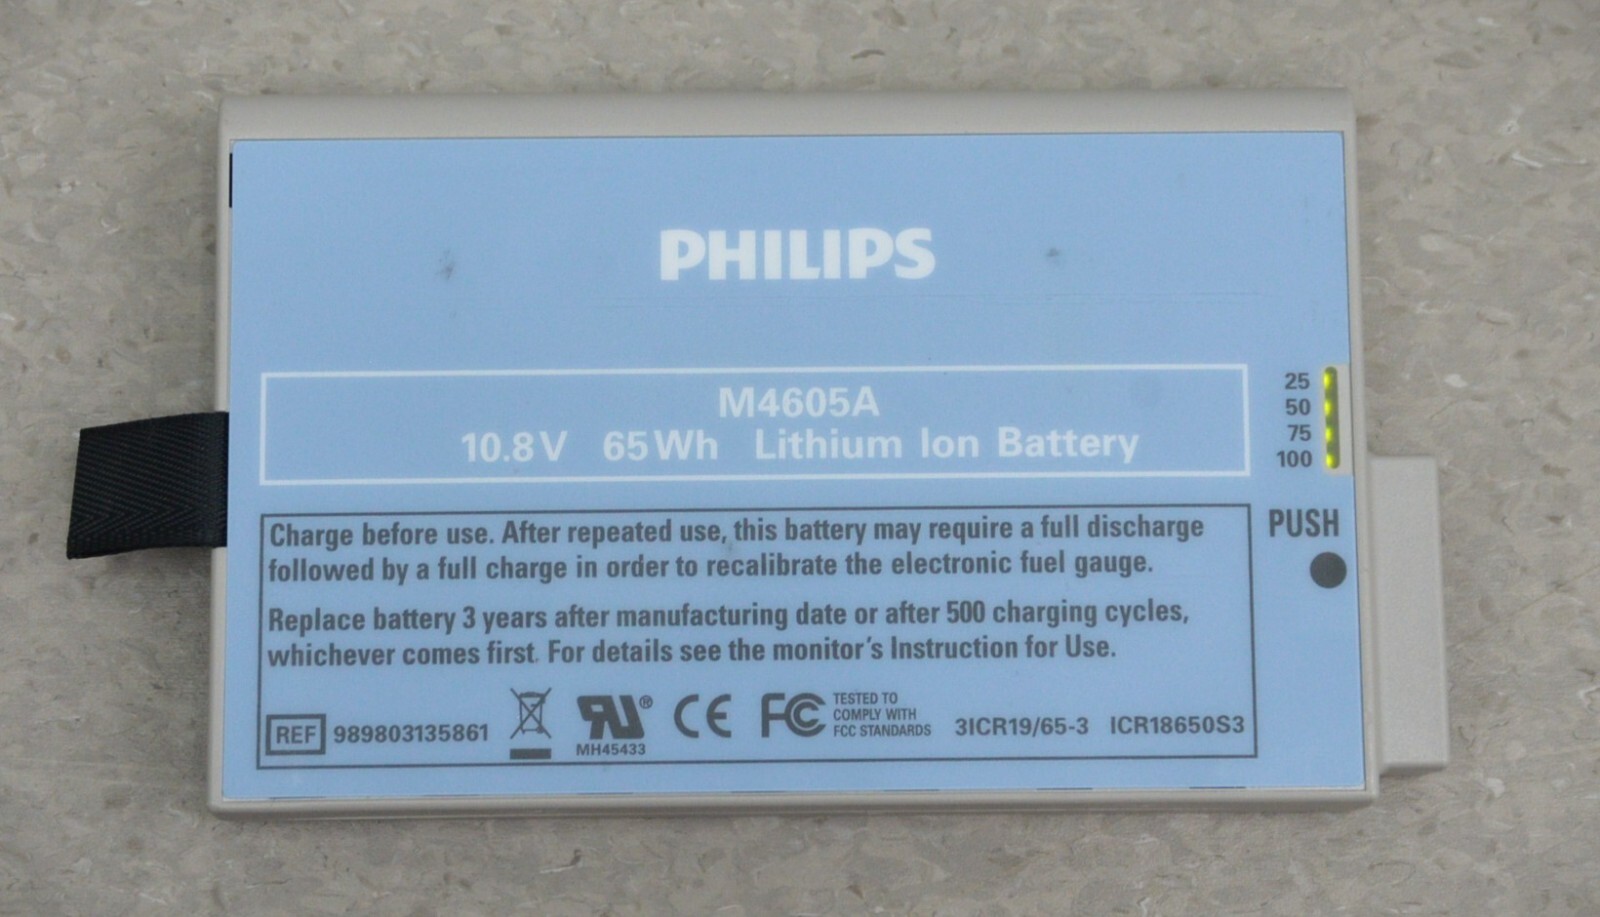 PHILIPS
M4605A
10.8V 65Wh Lithium Ion Battery
25
50
75
100
PUSH
Charge before use. After repeated use, this battery may require a full discharge
followed by a full charge in order to recalibrate the electronic fuel gauge.
Replace battery 3 years after manufacturing date or after 500 charging cycles,
whichever comes first. For details see the monitor's Instruction for Use.
REF 989803135861
RU®
MH45433
CE
FC
TESTED TO
COMPLY WITH
FCC STANDARDS
3ICR19/65-3 ICR18650S3